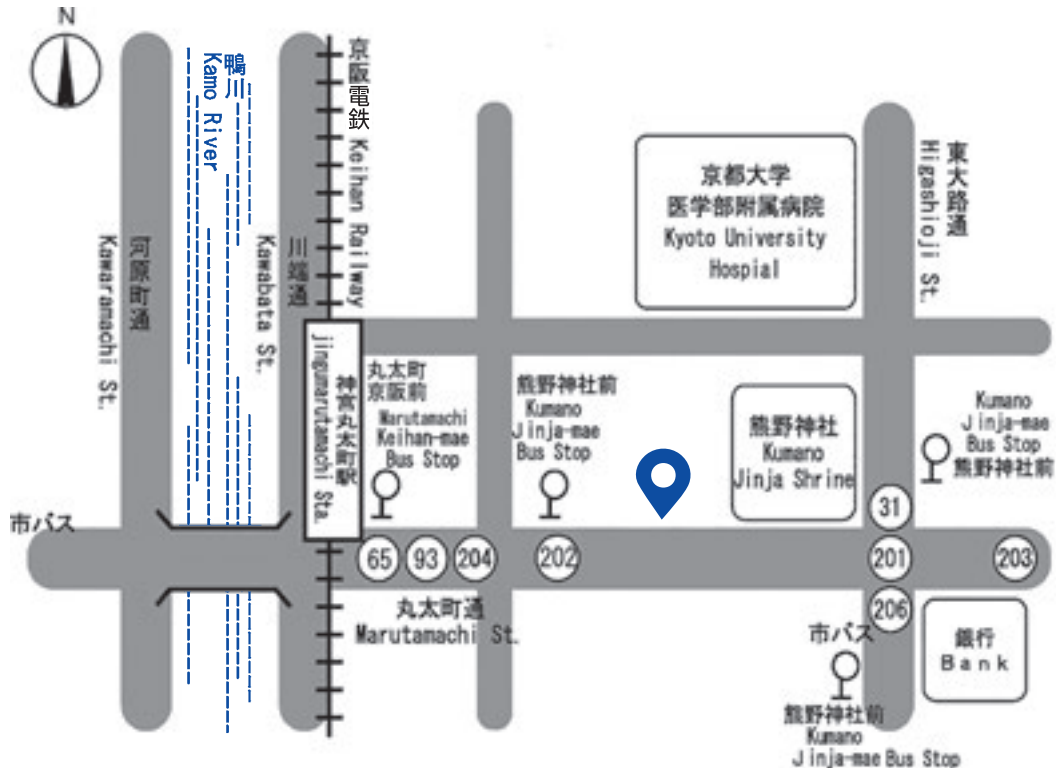 N
鴨川
Kamo River
京阪電鉄 Keihan Railway
河原町通
Kawaramachi St.
川端通
Kawabata St.
京都大学
医学部附属病院
Kyoto University
Hospial
東大路通
Higashioji St.
神宮丸太町駅
jingumarutamachi Sta.
丸太町
京阪前
Marutamachi
Keihan-mae
Bus Stop
熊野神社前
Kumano
Jinja-mae
Bus Stop
熊野神社
Kumano
Jinja Shrine
Kumano
Jinja-mae
Bus Stop
熊野神社前
市バス
31
65
93
204
202
201
203
206
丸太町通
Marutamachi St.
市バス
熊野神社前
Kumano
Jinja-mae Bus Stop
銀行
Bank